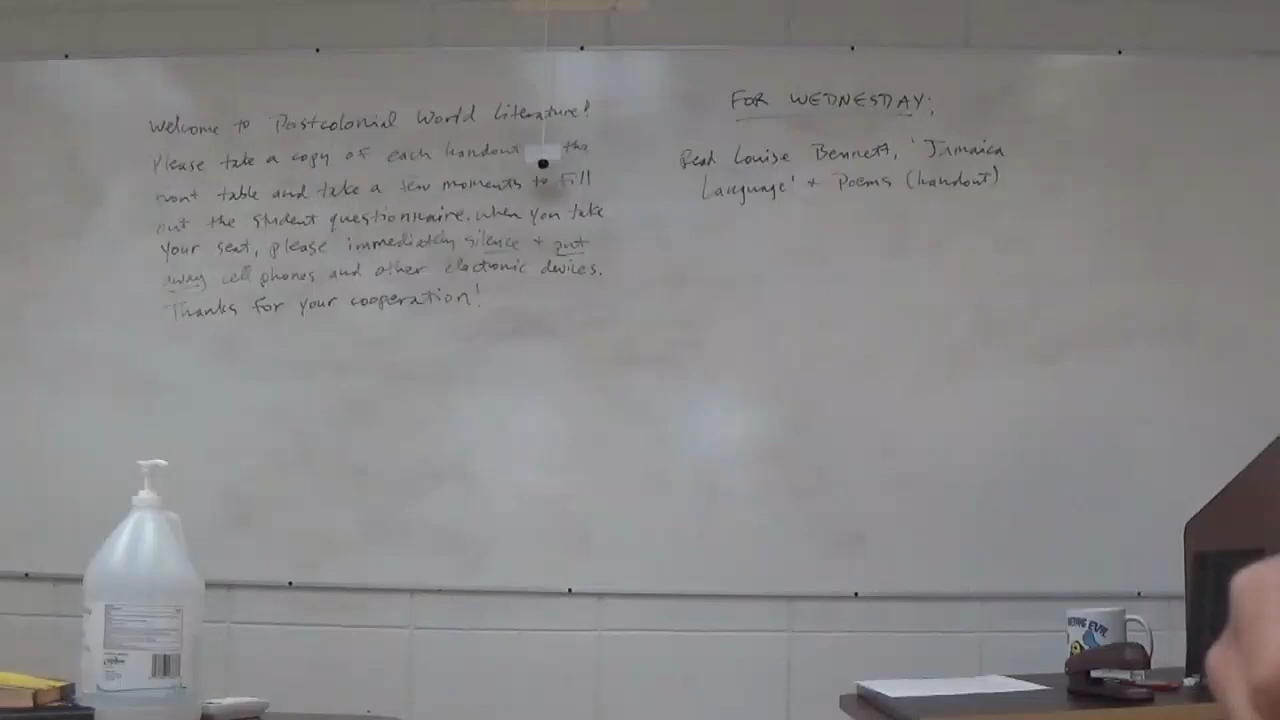 Welcome to Postcolonial World Literature!
Please take a copy of each handout the
front table and take a few moments to fill
out the student questionnaire. When you take
your seat, please immediately silence + put
away cell phones and other electronic devices.
Thanks for your cooperation!
FOR WEDNESDAY:
Read Louise Bennett, 'Jamaica
Language' + Poems (handout)
EVIL